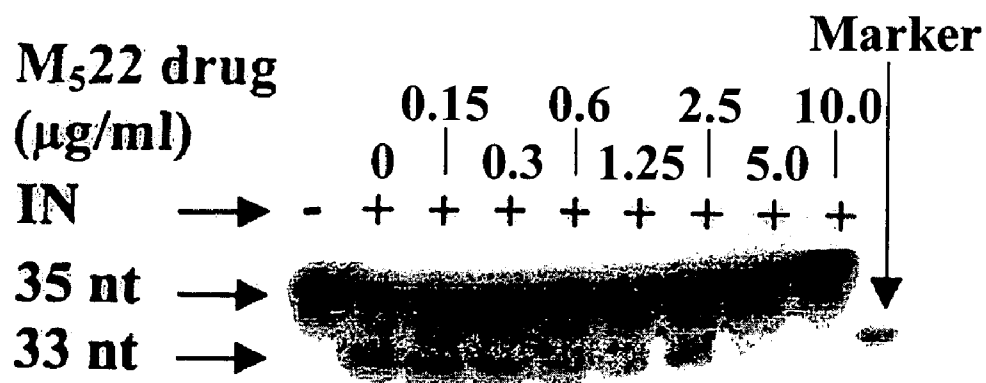 Marker
M₅22 drug
(μg/ml)
0.15 0.6 2.5 10.0
0 0.3 1.25 5.0
IN - + + + + + + + +
35 nt
33 nt